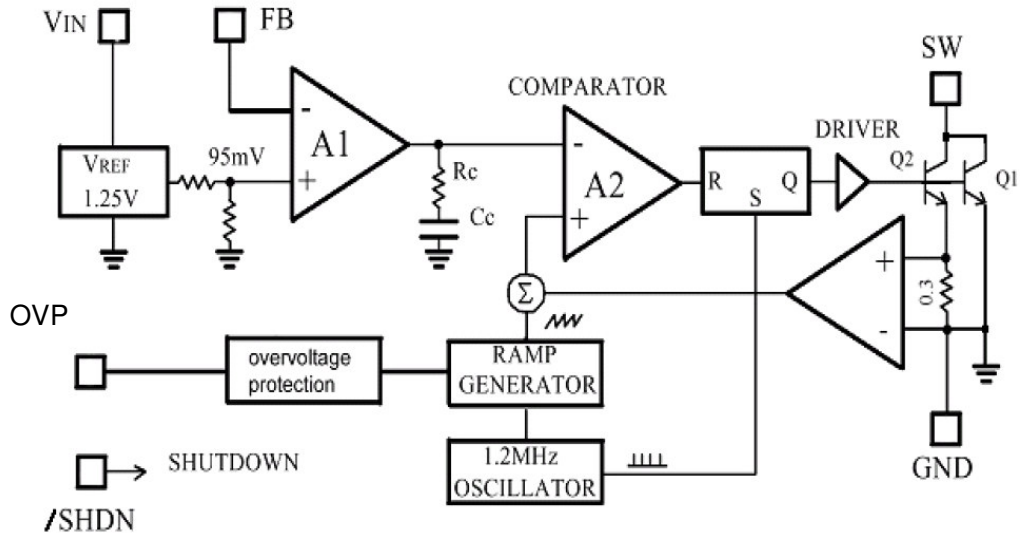 VIN
FB
SW
COMPARATOR
DRIVER
-
A1
+
VREF
1.25V
95mV
Rc
Cc
-
A2
+
R
Q
S
Q2
Q1
+
-
0.3
Σ
OVP
overvoltage
protection
RAMP
GENERATOR
1.2MHz
OSCILLATOR
SHUTDOWN
/SHDN
GND